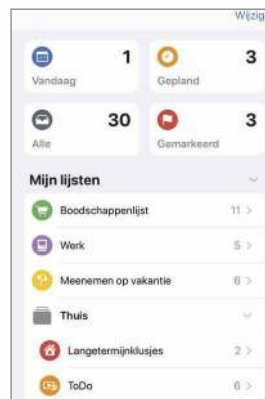 Wijzig
1
Vandaag
3
Gepland
30
Alle
3
Gemarkeerd
Mijn lijsten
Boodschappenlijst 11
Werk 5
Meenemen op vakantie 6
Thuis
Langetermijnklusjes 2
ToDo 6